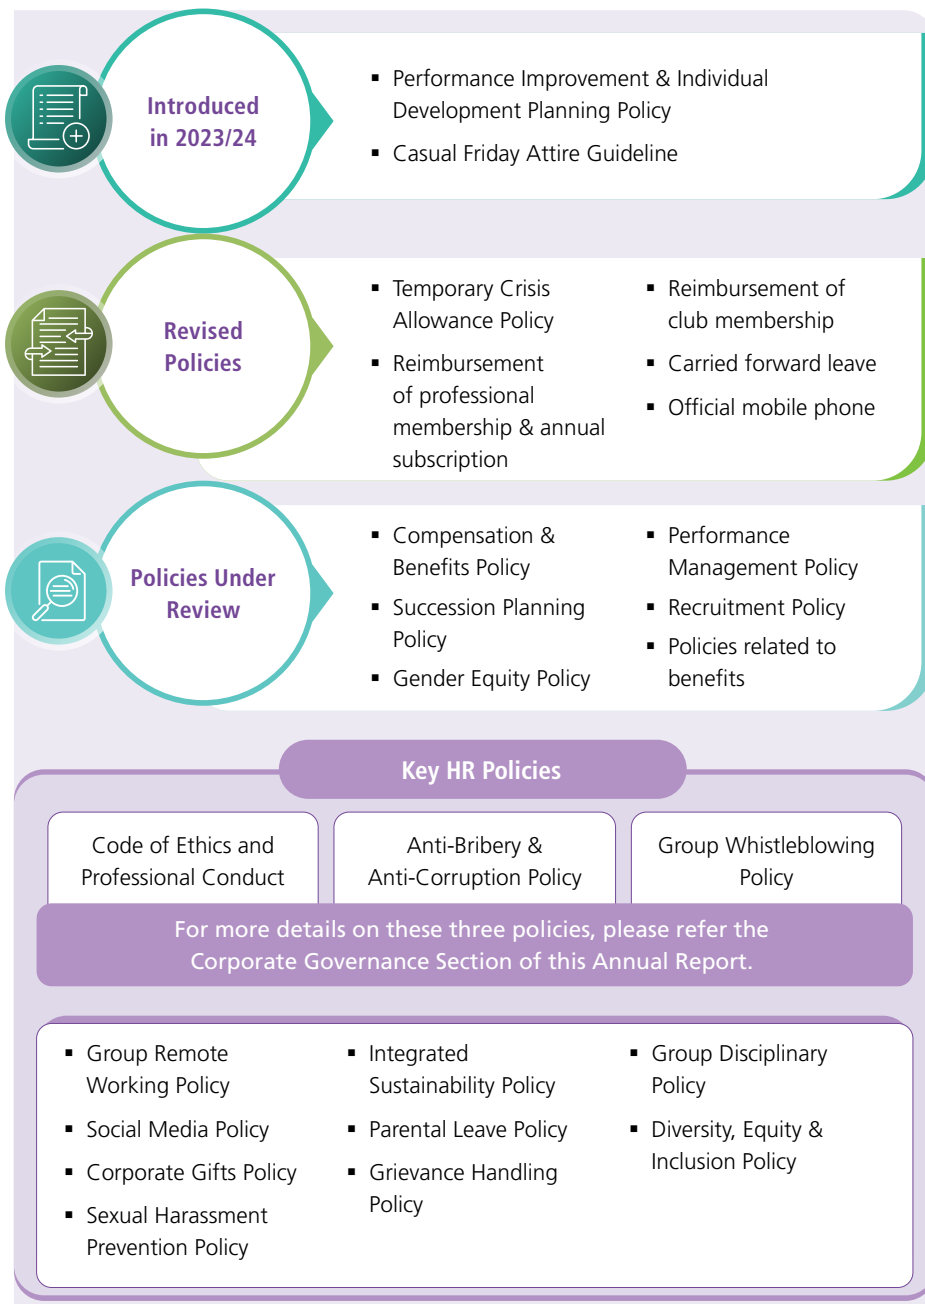 Introduced
in 2023/24
▪ Performance Improvement & Individual
Development Planning Policy
▪ Casual Friday Attire Guideline
Revised
Policies
▪ Temporary Crisis
Allowance Policy
▪ Reimbursement
of professional
membership & annual
subscription
▪ Reimbursement of
club membership
▪ Carried forward leave
▪ Official mobile phone
Policies Under
Review
▪ Compensation &
Benefits Policy
▪ Succession Planning
Policy
▪ Gender Equity Policy
▪ Performance
Management Policy
▪ Recruitment Policy
▪ Policies related to
benefits
Key HR Policies
Code of Ethics and
Professional Conduct
Anti-Bribery &
Anti-Corruption Policy
Group Whistleblowing
Policy
For more details on these three policies, please refer the
Corporate Governance Section of this Annual Report.
▪ Group Remote
Working Policy
▪ Social Media Policy
▪ Corporate Gifts Policy
▪ Sexual Harassment
Prevention Policy
▪ Integrated
Sustainability Policy
▪ Parental Leave Policy
▪ Grievance Handling
Policy
▪ Group Disciplinary
Policy
▪ Diversity, Equity &
Inclusion Policy